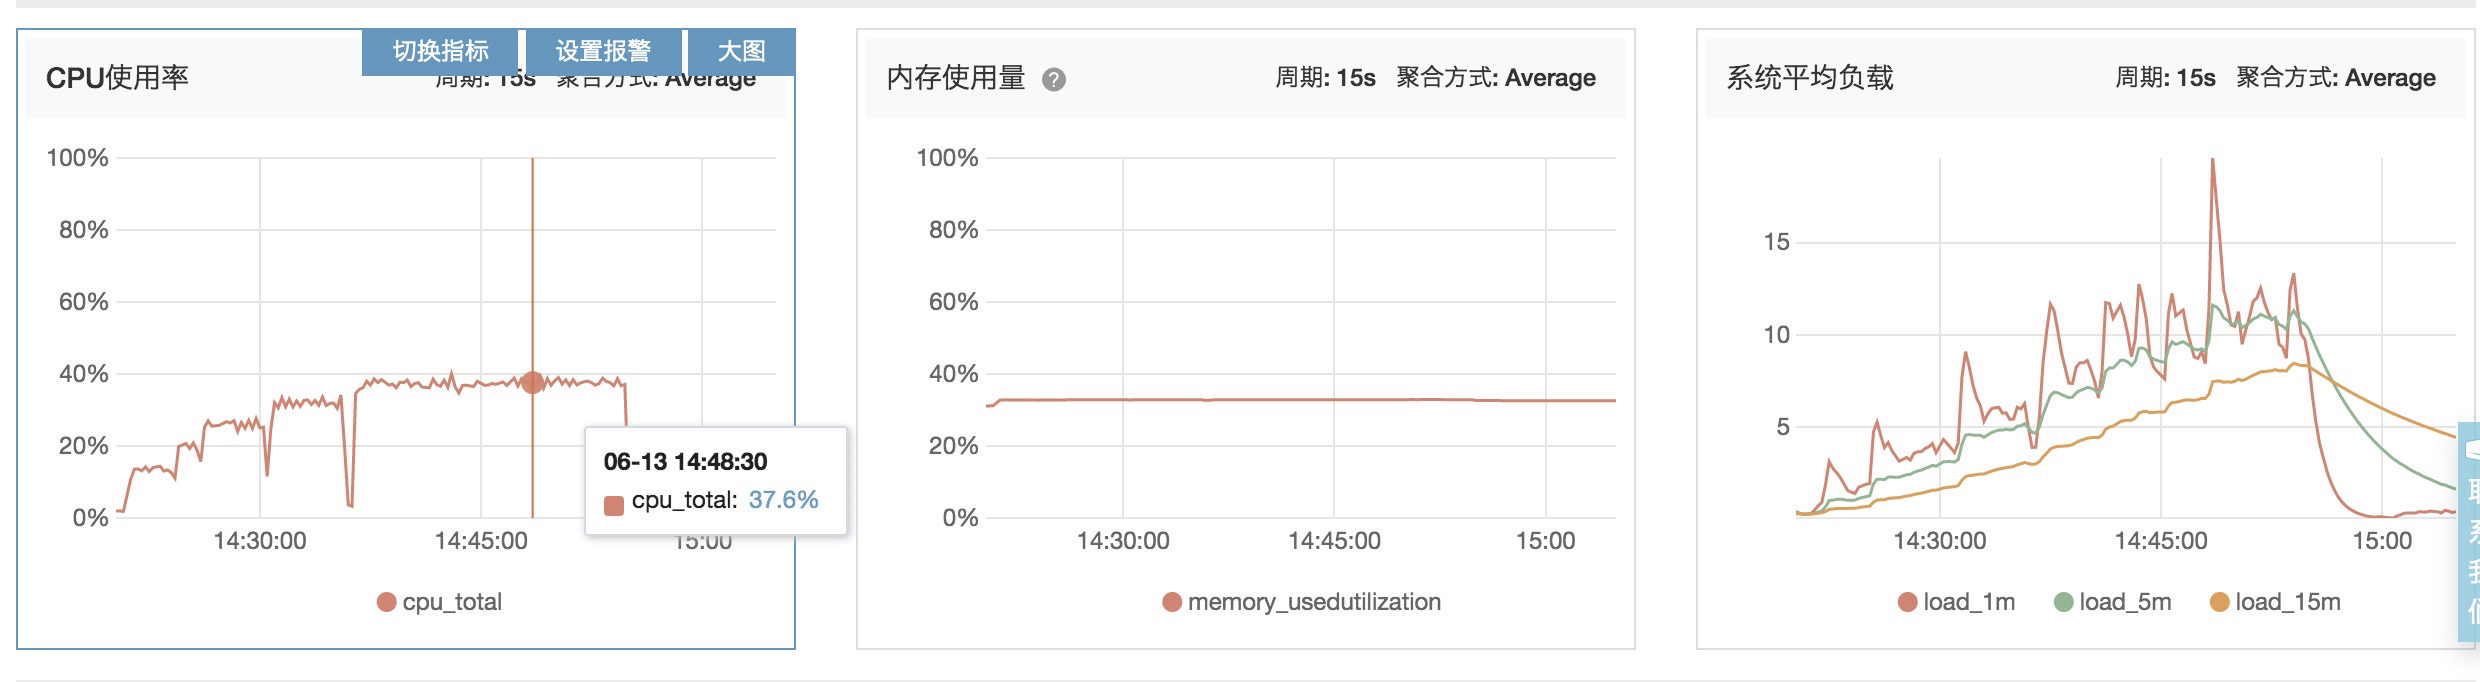 切换指标 设置报警 大图
CPU使用率 周期: 15s 聚合方式: Average
100%
80%
60%
40%
20%
0%
14:30:00 14:45:00 15:00
06-13 14:48:30
cpu_total: 37.6%
cpu_total
内存使用量 ? 周期: 15s 聚合方式: Average
100%
80%
60%
40%
20%
0%
14:30:00 14:45:00 15:00
memory_usedutilization
系统平均负载 周期: 15s 聚合方式: Average
15
10
5
14:30:00 14:45:00 15:00
load_1m load_5m load_15m